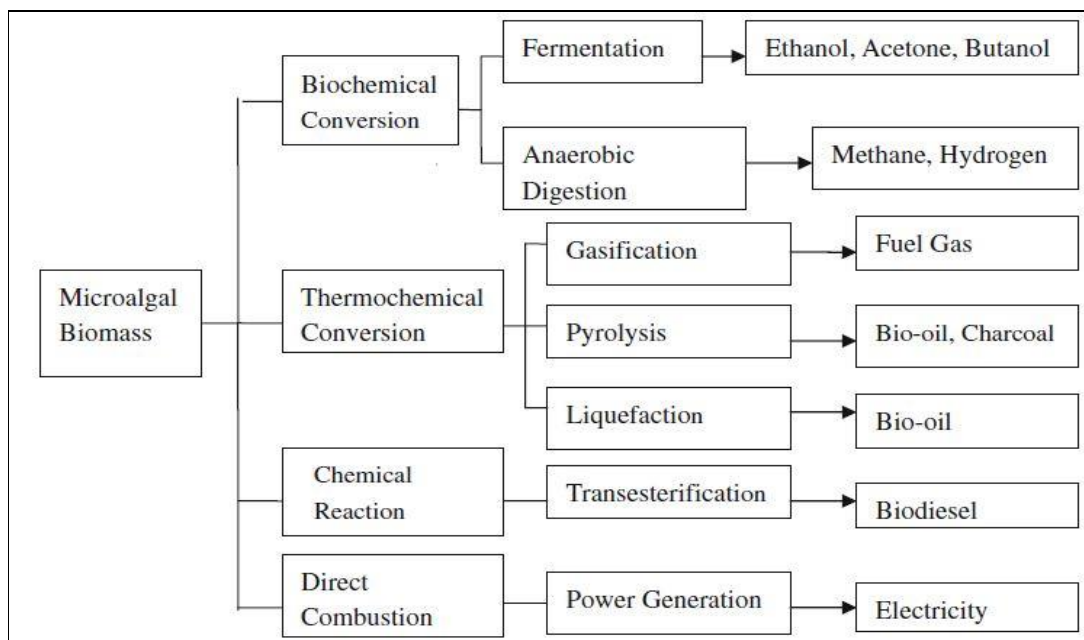 Fermentation
Ethanol, Acetone, Butanol
Biochemical
Conversion
Anaerobic
Digestion
Methane, Hydrogen
Gasification
Fuel Gas
Microalgal
Biomass
Thermochemical
Conversion
Pyrolysis
Bio-oil, Charcoal
Liquefaction
Bio-oil
Chemical
Reaction
Transesterification
Biodiesel
Direct
Combustion
Power Generation
Electricity